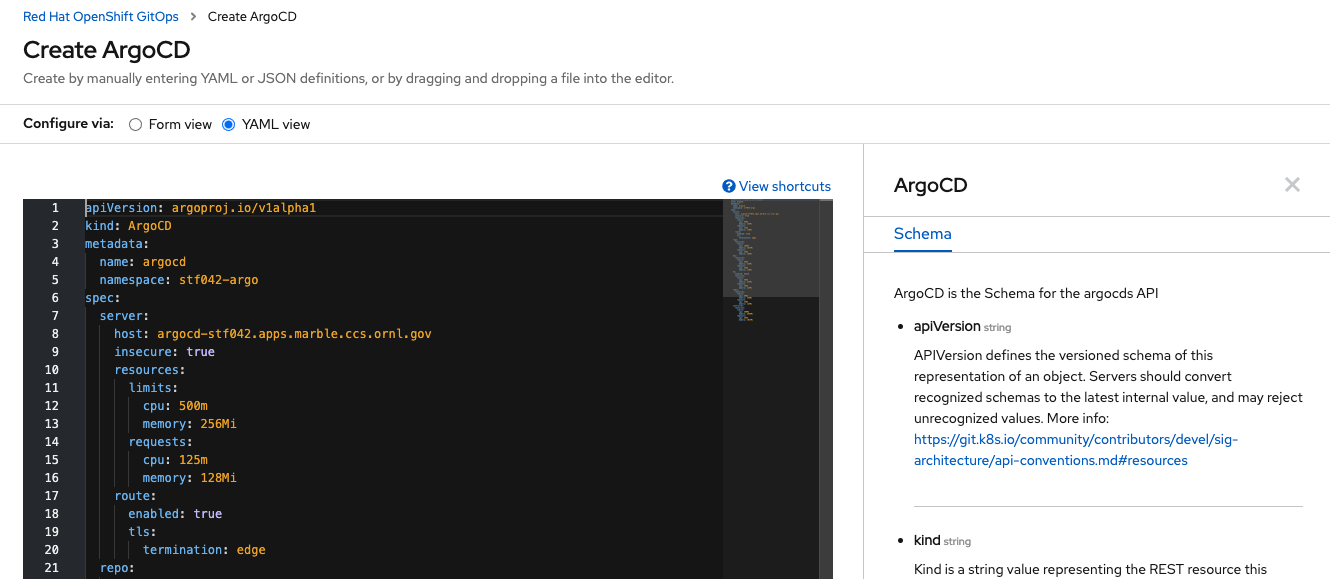 Red Hat OpenShift GitOps > Create ArgoCD
Create ArgoCD
Create by manually entering YAML or JSON definitions, or by dragging and dropping a file into the editor.
Configure via: Form view YAML view
View shortcuts
1 apiVersion: argoproj.io/v1alpha1
2 kind: ArgoCD
3 metadata:
4   name: argocd
5   namespace: stf042-argo
6 spec:
7   server:
8     host: argocd-stf042.apps.marble.ccs.ornl.gov
9     insecure: true
10     resources:
11       limits:
12         cpu: 500m
13         memory: 256Mi
14       requests:
15         cpu: 125m
16         memory: 128Mi
17     route:
18       enabled: true
19       tls:
20         termination: edge
21   repo:
ArgoCD
Schema
ArgoCD is the Schema for the argocds API
• apiVersion string
APIVersion defines the versioned schema of this
representation of an object. Servers should convert
recognized schemas to the latest internal value, and may reject
unrecognized values. More info:
https://git.k8s.io/community/contributors/devel/sig-
architecture/api-conventions.md#resources
• kind string
Kind is a string value representing the REST resource this